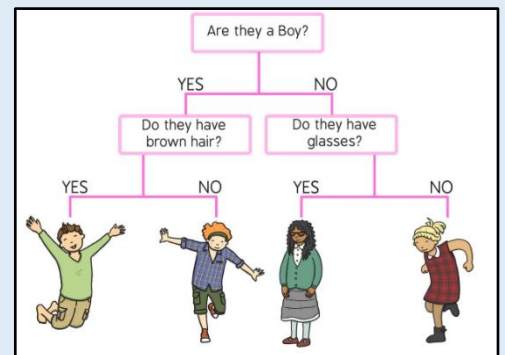 Are they a Boy?
YES NO
Do they have
brown hair?
Do they have
glasses?
YES NO YES NO